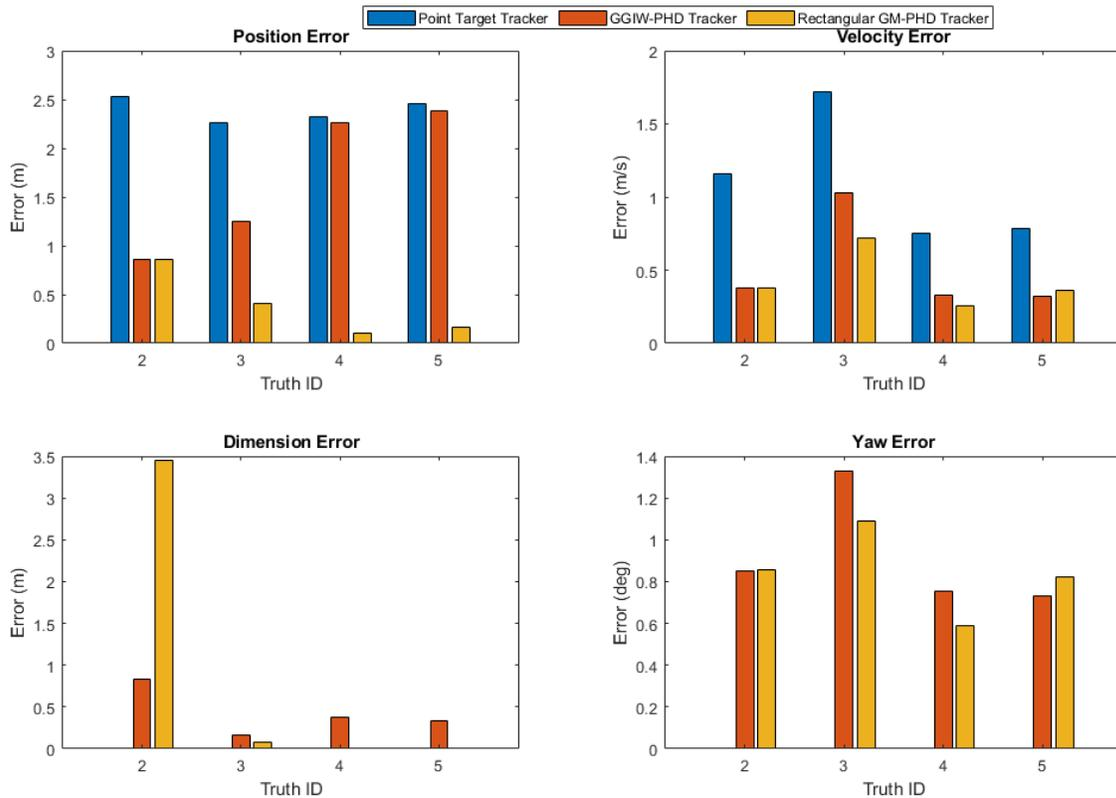 Point Target Tracker GGIW-PHD Tracker Rectangular GM-PHD Tracker
Position Error
3
2.5
2
1.5
1
0.5
0
Error (m)
2 3 4 5
Truth ID
Velocity Error
2
1.5
1
0.5
0
Error (m/s)
2 3 4 5
Truth ID
Dimension Error
3.5
3
2.5
2
1.5
1
0.5
0
Error (m)
2 3 4 5
Truth ID
Yaw Error
1.4
1.2
1
0.8
0.6
0.4
0.2
0
Error (deg)
2 3 4 5
Truth ID